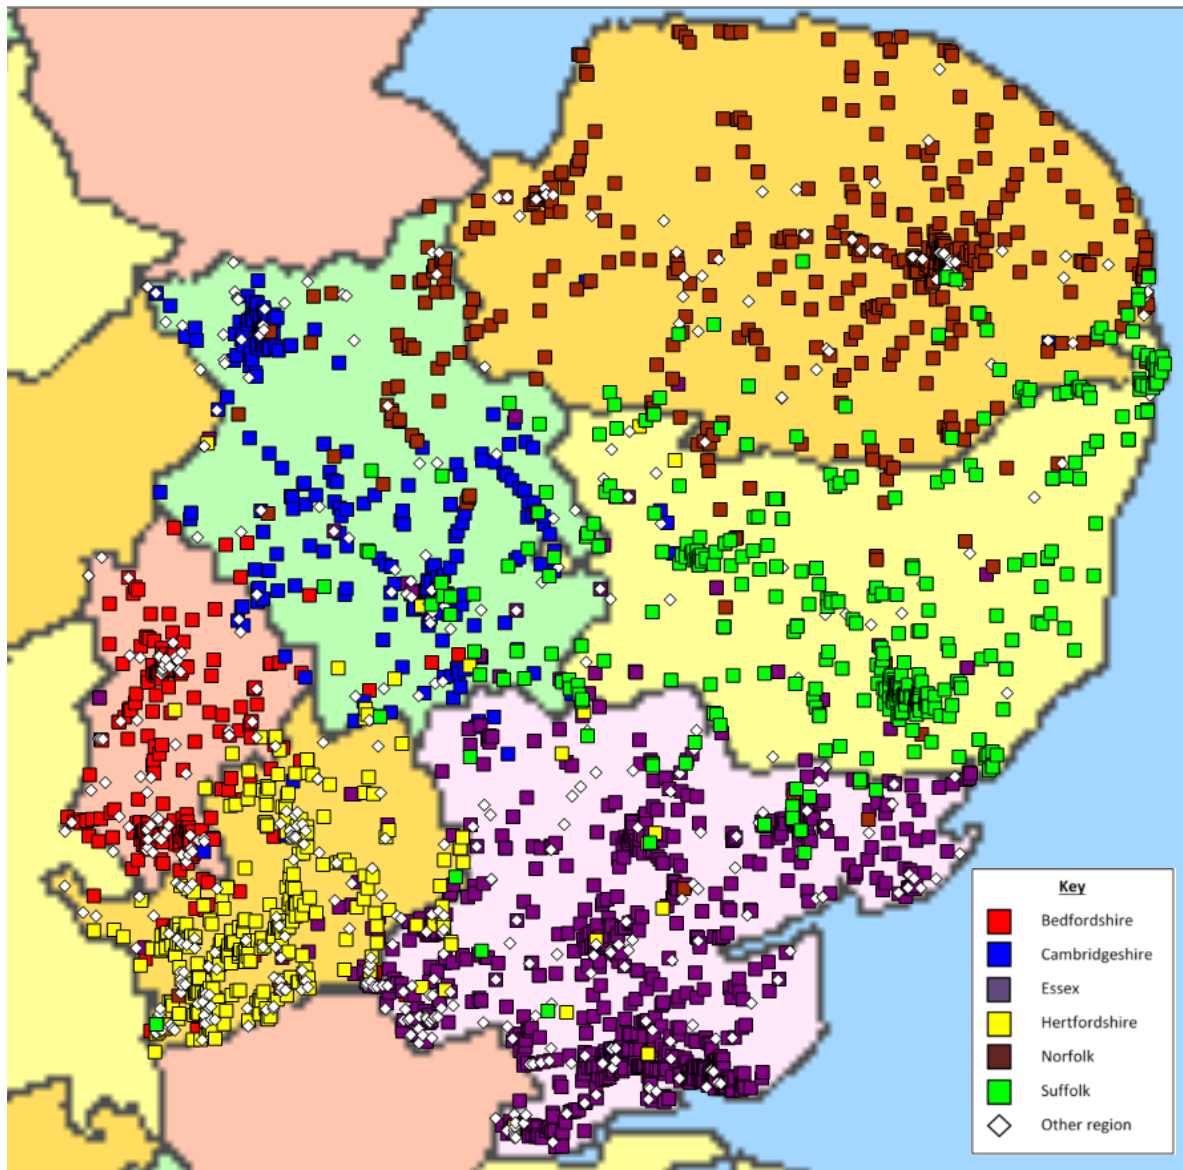 Key
Bedfordshire
Cambridgeshire
Essex
Hertfordshire
Norfolk
Suffolk
Other region